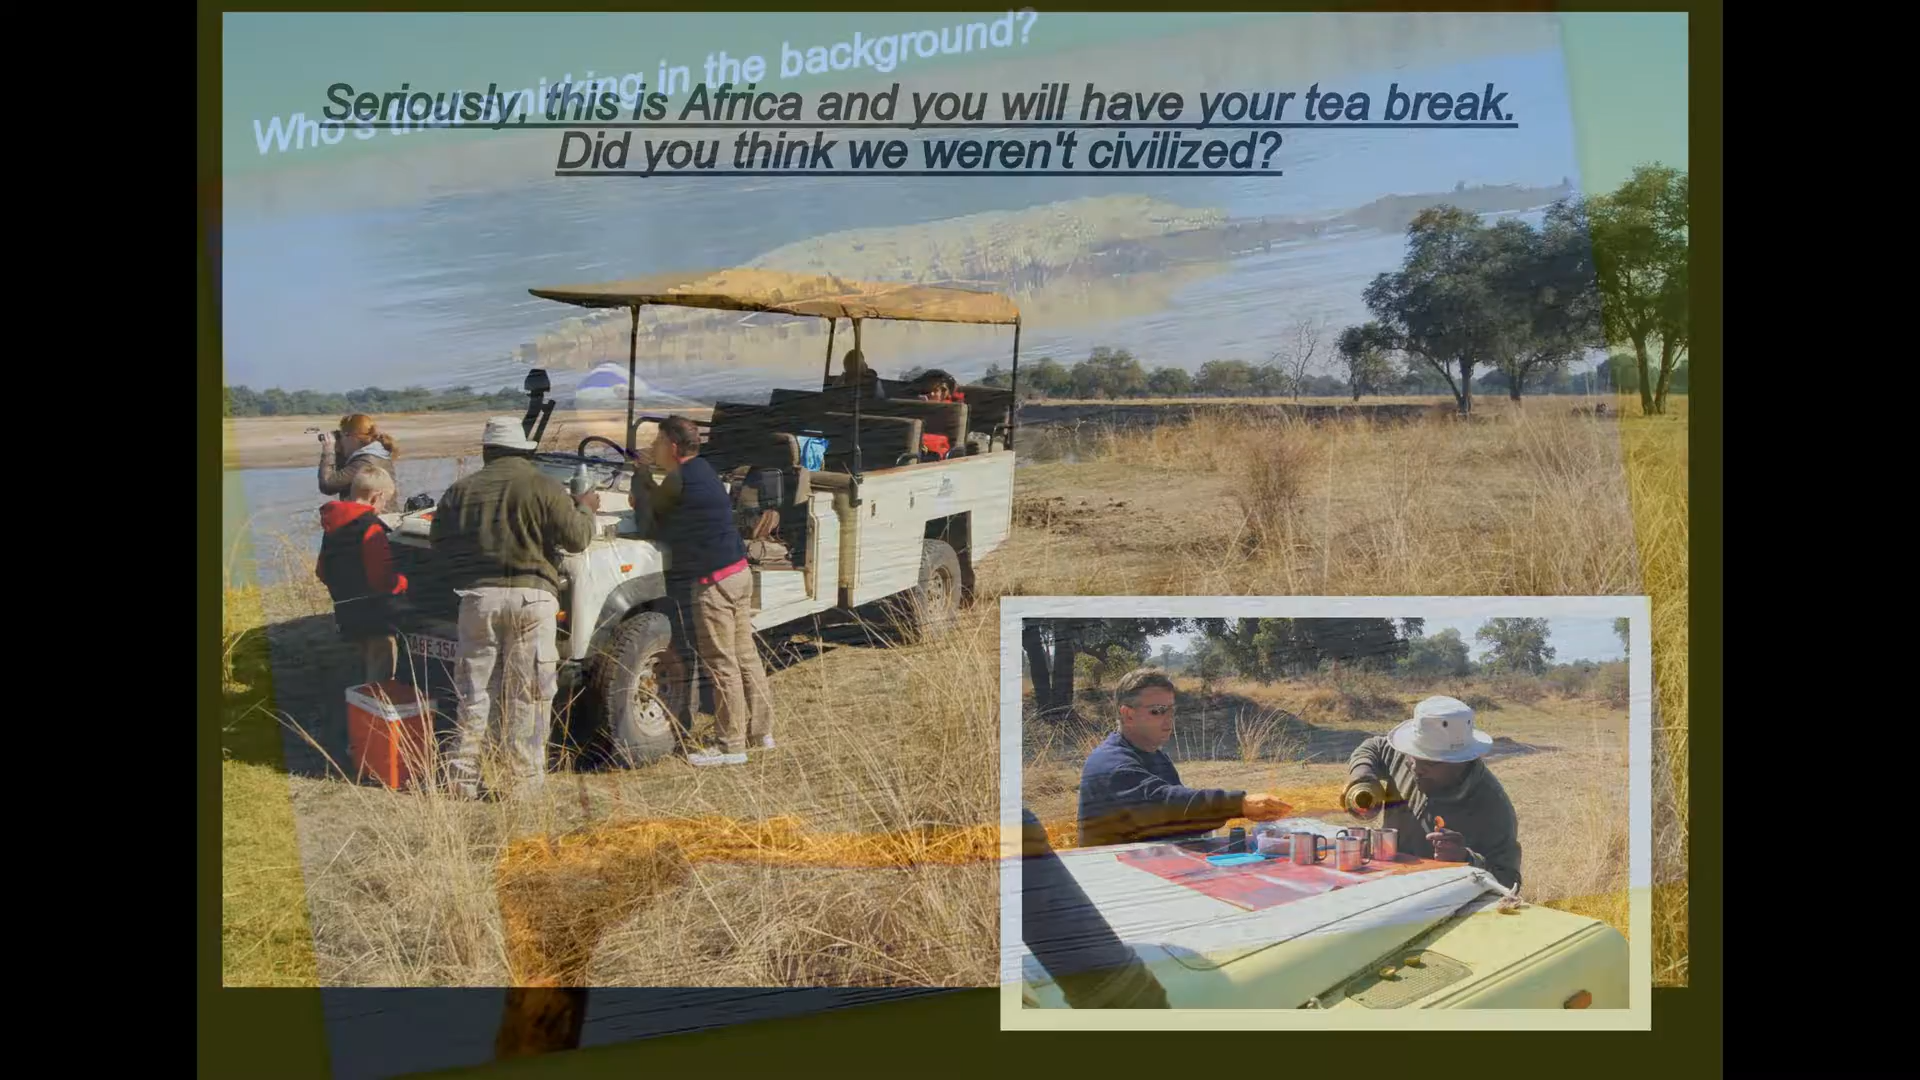 Who's that smirking in the background?
Seriously, this is Africa and you will have your tea break.
Did you think we weren't civilized?